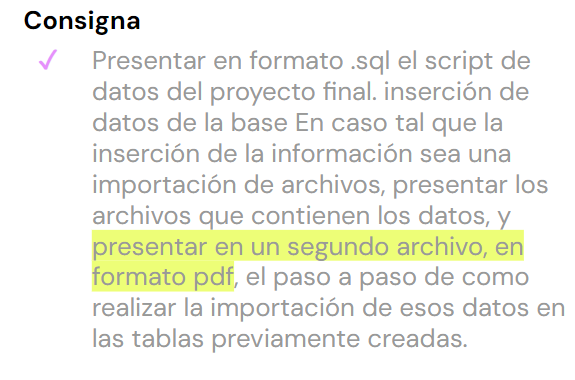 Consigna
✓ Presentar en formato .sql el script de
datos del proyecto final. inserción de
datos de la base En caso tal que la
inserción de la información sea una
importación de archivos, presentar los
archivos que contienen los datos, y
presentar en un segundo archivo, en
formato pdf, el paso a paso de como
realizar la importación de esos datos en
las tablas previamente creadas.